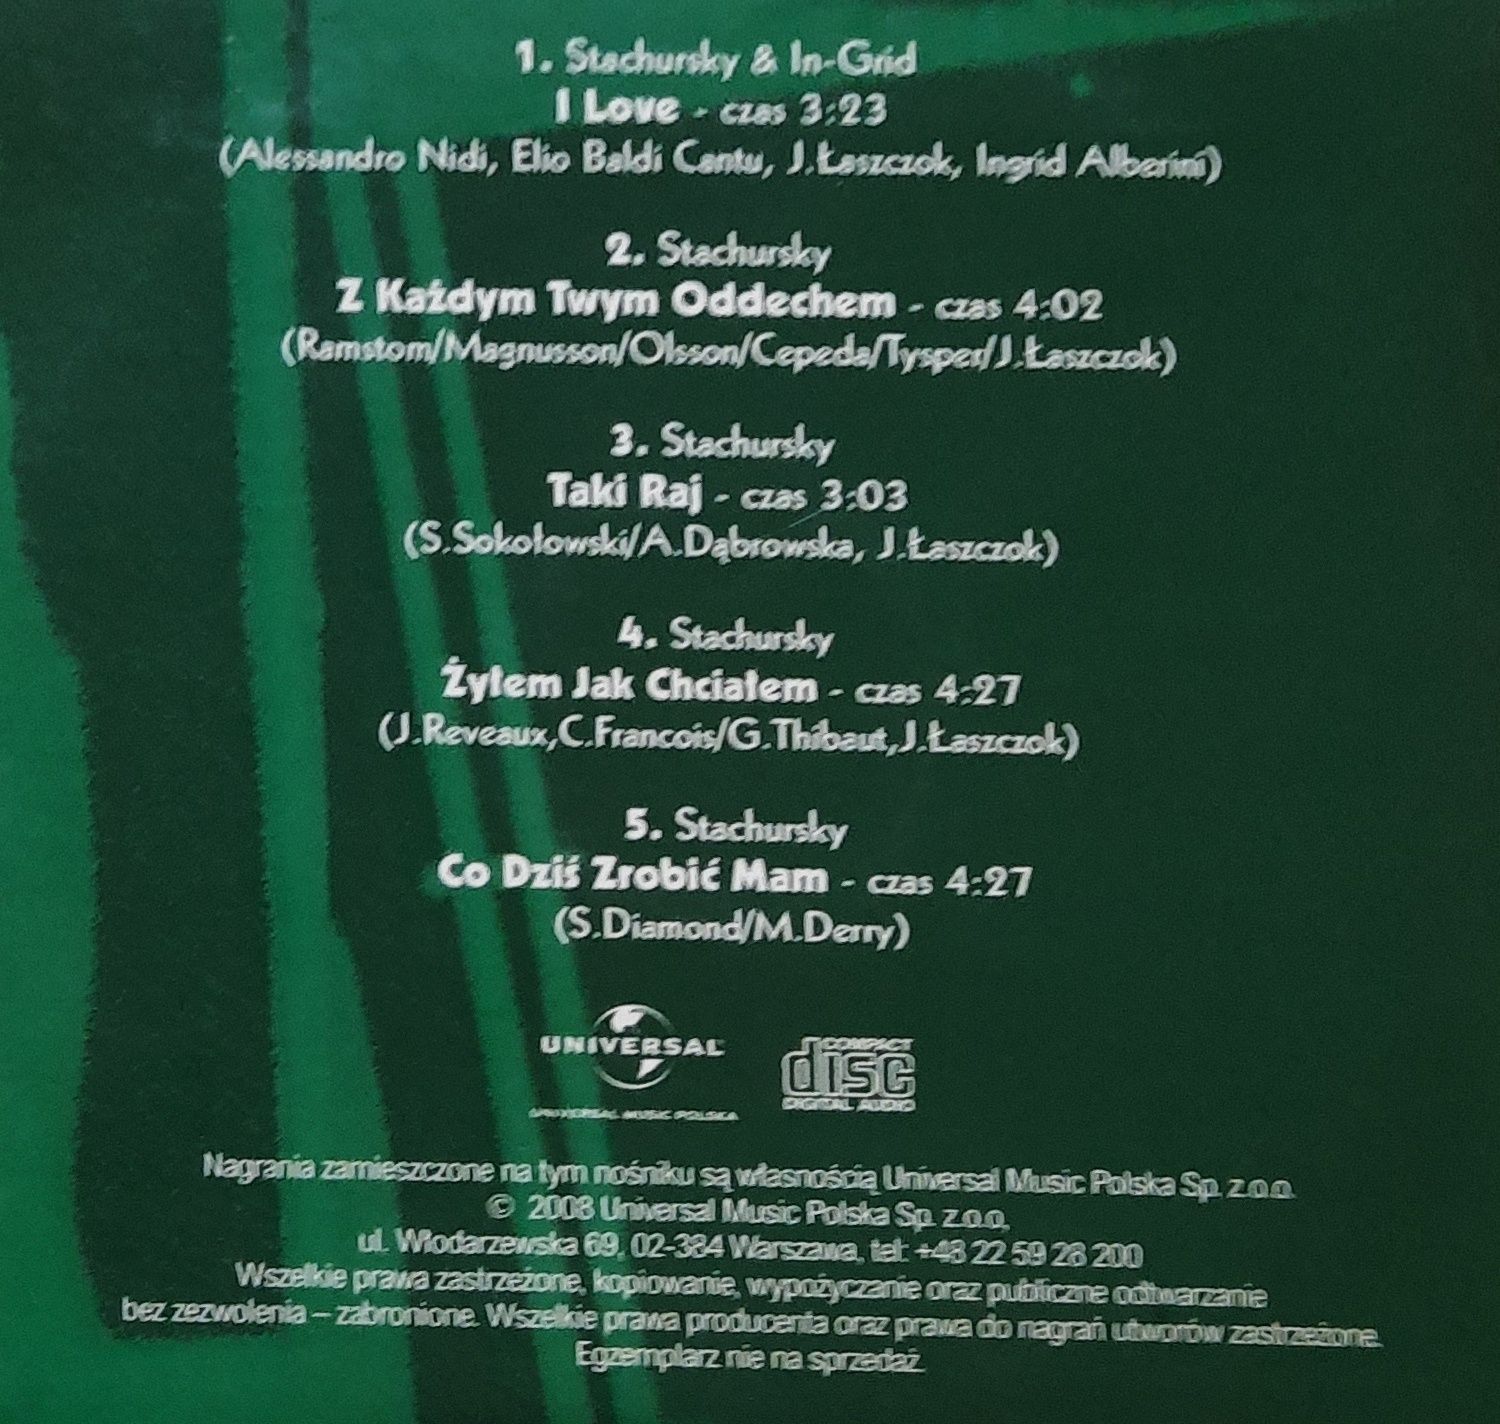 1. Stachursky & In-Grid
I Love - czas 3:23
(Alessandro Nidi, Elio Baldi Cantu, J.Łaszczok, Ingrid Alberini)
2. Stachursky
Z Każdym Twym Oddechem - czas 4:02
(Ramstom/Magnusson/Olsson/Cepeda/Tysper/J.Łaszczok)
3. Stachursky
Taki Raj - czas 3:03
(S.Sokołowski/A.Dąbrowska, J.Łaszczok)
4. Stachursky
Żyłem Jak Chciałem - czas 4:27
(J.Reveaux,C.Francois/G.Thibaut,J.Łaszczok)
5. Stachursky
Co Dziś Zrobić Mam - czas 4:27
(S.Diamond/M.Derry)
UNIVERSAL
UNIVERSAL MUSIC POLSKA
COMPACT
disc
DIGITAL AUDIO
Nagrania zamieszczone na tym nośniku są własnością Universal Music Polska Sp. z.o.o.
© 2008 Universal Music Polska Sp. z.o.o.
ul. Włodarzewska 69, 02-384 Warszawa, tel: +48 22 59 28 200
Wszelkie prawa zastrzeżone, kopiowanie, wypożyczanie oraz publiczne odtwarzanie
bez zezwolenia – zabronione. Wszelkie prawa producenta oraz prawa do nagrań utworów zastrzeżone.
Egzemplarz nie na sprzedaż.